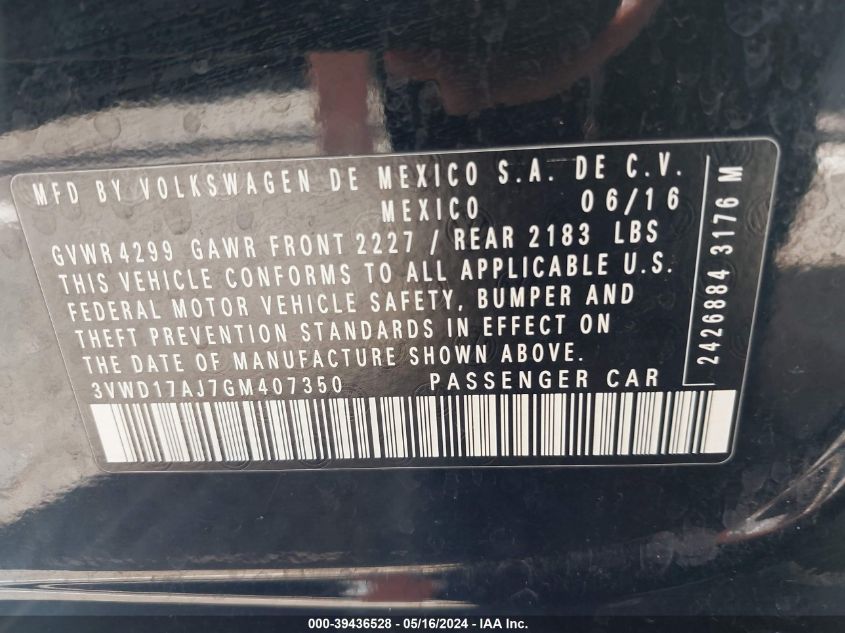 MFD BY VOLKSWAGEN DE MEXICO S.A. DE C.V.
MEXICO 06/16
GVWR 4299 GAWR FRONT 2227 / REAR 2183 LBS
THIS VEHICLE CONFORMS TO ALL APPLICABLE U.S.
FEDERAL MOTOR VEHICLE SAFETY, BUMPER AND
THEFT PREVENTION STANDARDS IN EFFECT ON
THE DATE OF MANUFACTURE SHOWN ABOVE.
3VWD17AJ7GM407350 PASSENGER CAR
2426884 3176 M
000-39436528 - 05/16/2024 - IAA Inc.